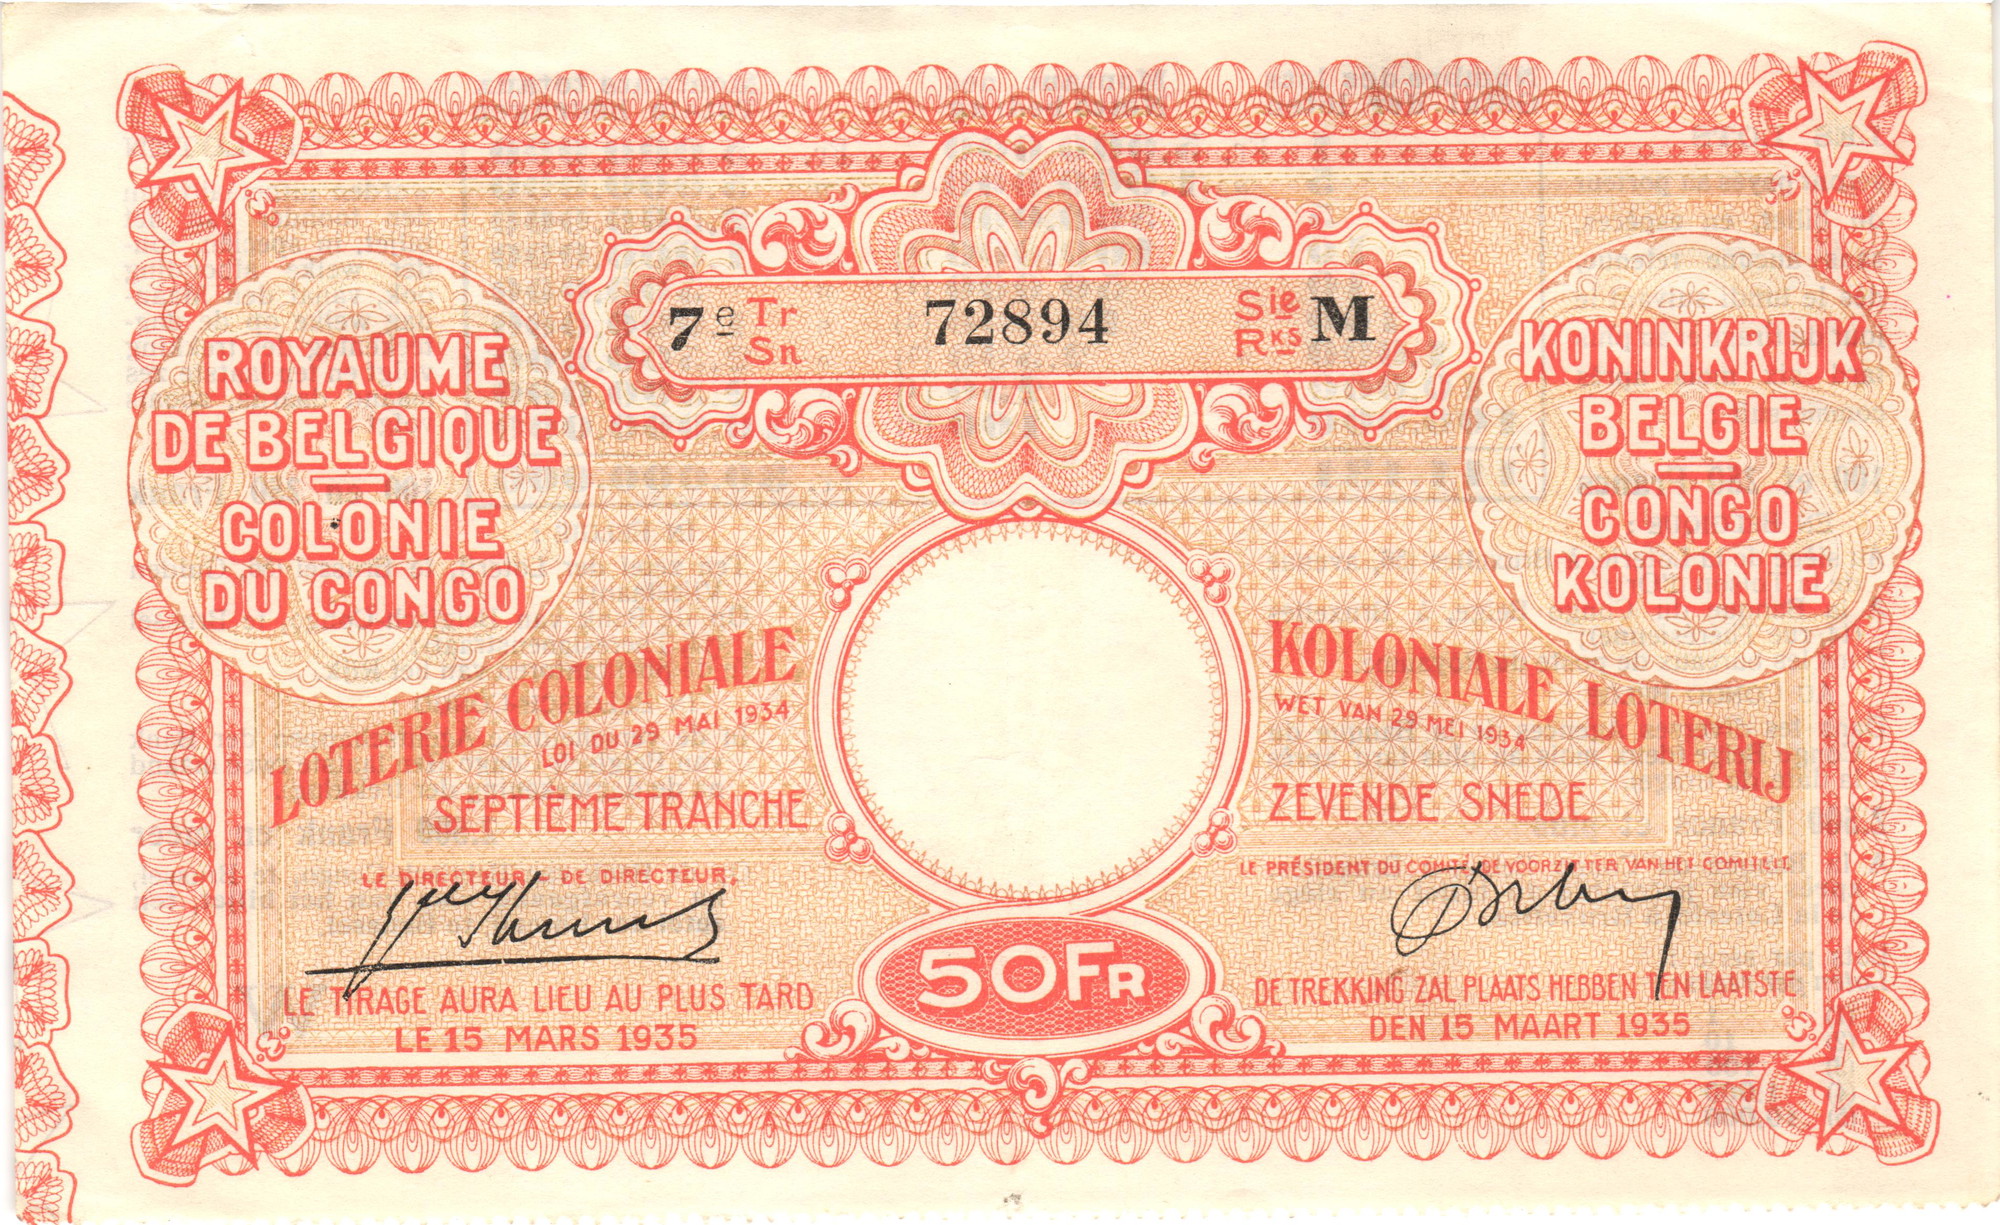 7e Tr Sn 72894 Sie Rks M
ROYAUME
DE BELGIQUE
COLONIE
DU CONGO
KONINKRIJK
BELGIE
CONGO
KOLONIE
LOTERIE COLONIALE
LOI DU 29 MAI 1934
SEPTIÈME TRANCHE
KOLONIALE LOTERIJ
WET VAN 29 MEI 1934
ZEVENDE SNEDE
LE DIRECTEUR - DE DIRECTEUR,
LE PRÉSIDENT DU COMITÉ, DE VOORZITTER VAN HET COMITEIT,
LE TIRAGE AURA LIEU AU PLUS TARD
LE 15 MARS 1935
50 FR
DE TREKKING ZAL PLAATS HEBBEN TEN LAATSTE
DEN 15 MAART 1935